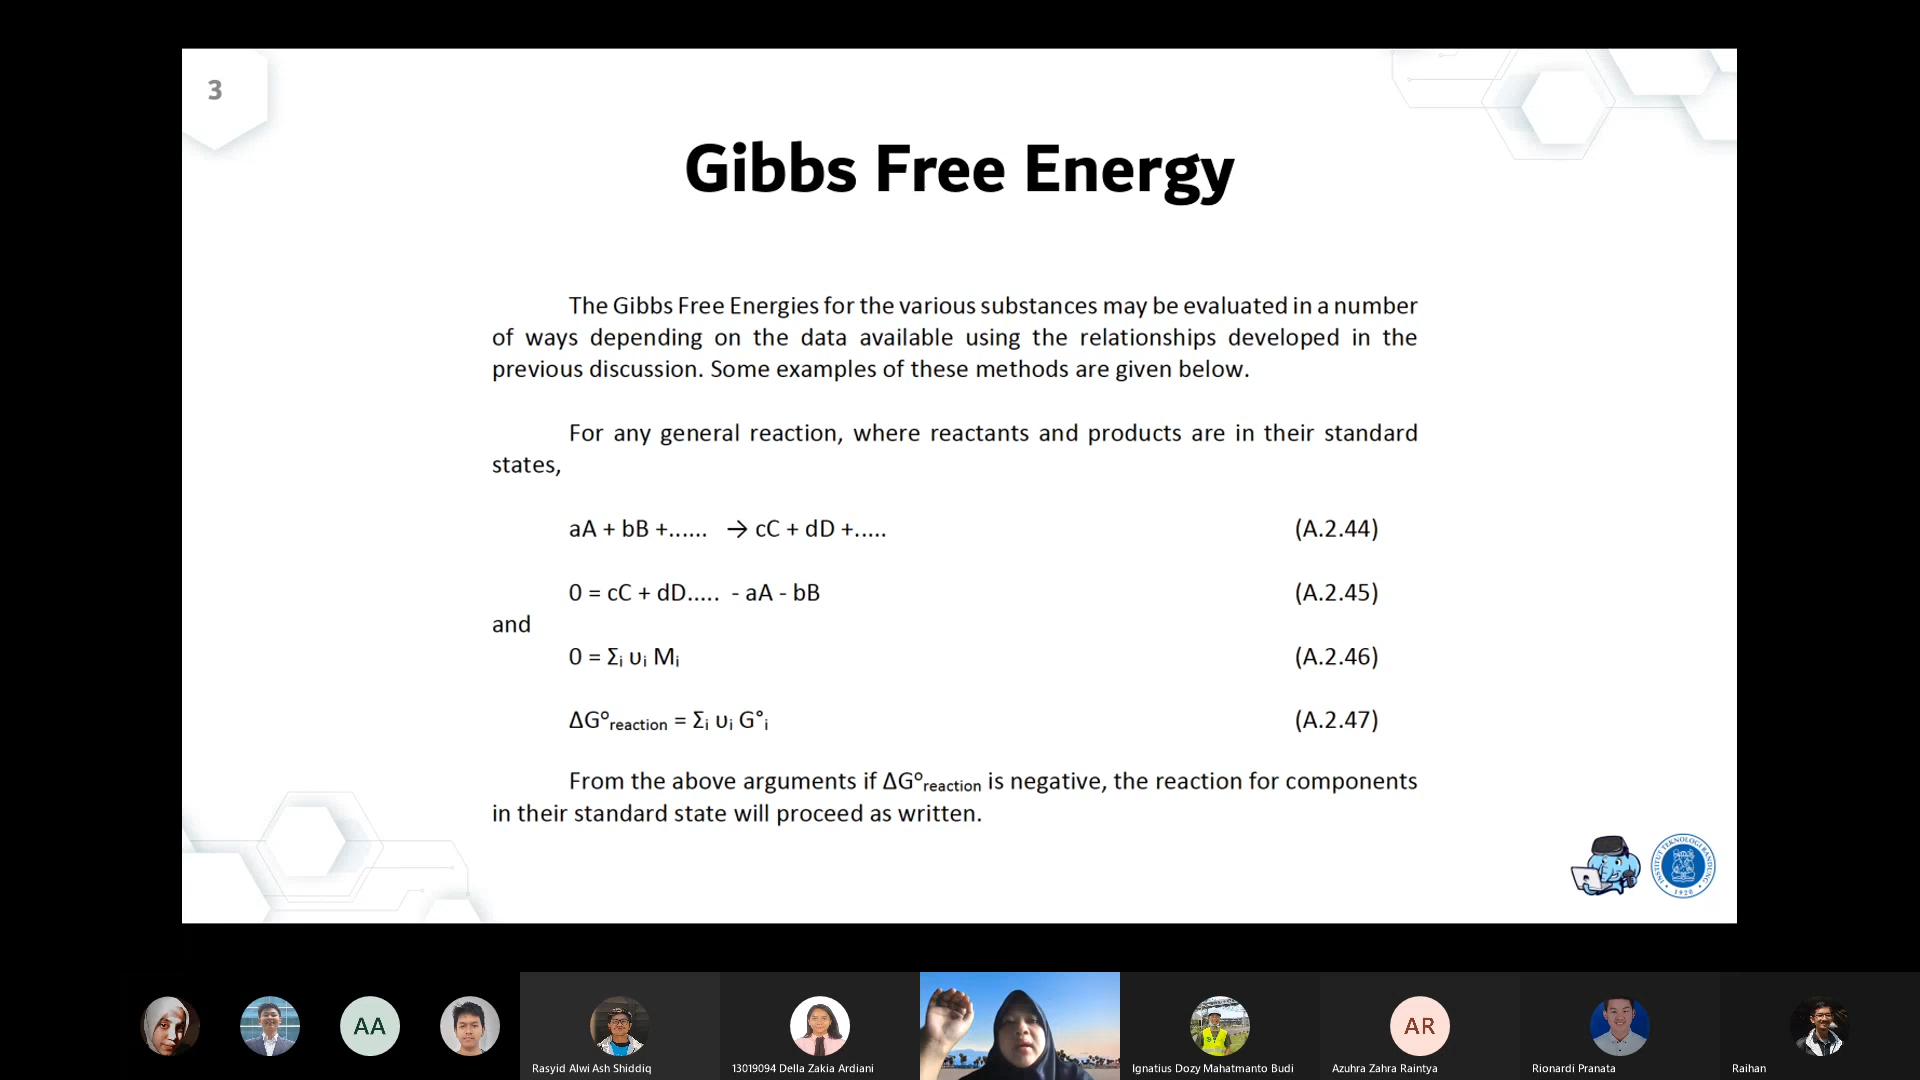 3
Gibbs Free Energy
The Gibbs Free Energies for the various substances may be evaluated in a number
of ways depending on the data available using the relationships developed in the
previous discussion. Some examples of these methods are given below.
For any general reaction, where reactants and products are in their standard
states,
aA + bB +...... → cC + dD +..... (A.2.44)
0 = cC + dD..... - aA - bB (A.2.45)
and
0 = Σᵢ υᵢ Mᵢ (A.2.46)
ΔG°reaction = Σᵢ υᵢ G°ᵢ (A.2.47)
From the above arguments if ΔG°reaction is negative, the reaction for components
in their standard state will proceed as written.
INSTITUT TEKNOLOGI BANDUNG
1920
AA
AR
Rasyid Alwi Ash Shiddiq
13019094 Della Zakia Ardiani
Ignatius Dozy Mahatmanto Budi
Azuhra Zahra Raintya
Rionardi Pranata
Raihan